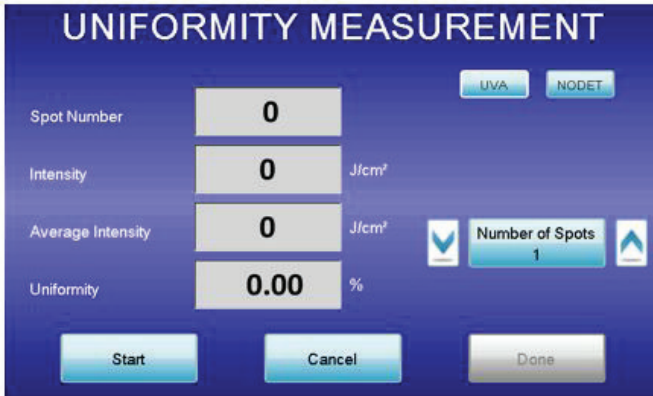 UNIFORMITY MEASUREMENT
UVA NODET
Spot Number 0
Intensity 0 J/cm²
Average Intensity 0 J/cm²
Number of Spots
1
Uniformity 0.00 %
Start Cancel Done